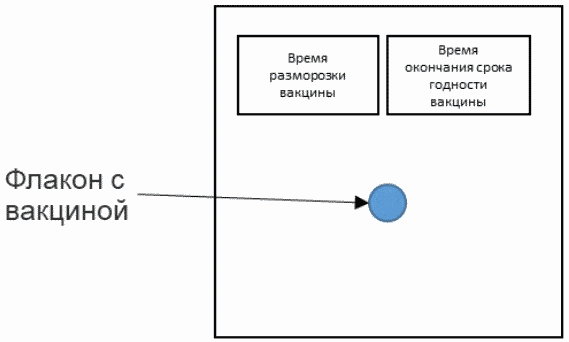 Время
разморозки
вакцины
Время
окончания срока
годности
вакцины
Флакон с
вакциной